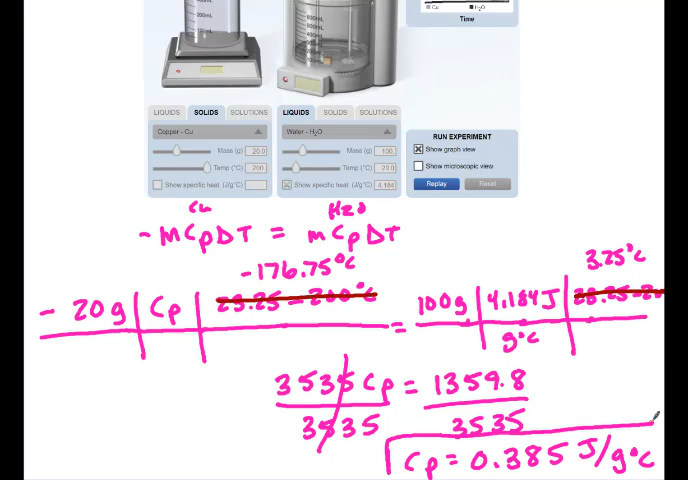 Cu H₂O
Time
LIQUIDS SOLIDS SOLUTIONS LIQUIDS SOLIDS SOLUTIONS
Copper - Cu Water - H₂O RUN EXPERIMENT
Mass (g) 20.0 Mass (g) 100. Show graph view
Temp (°C) 200 Temp (°C) 20.0 Show microscopic view
Show specific heat (J/g°C) Show specific heat (J/g°C) 4.184 Replay Reset
Cu H2O
- mCpΔT = mCpΔT
-176.75°C 3.25°C
- 20g | Cp | 23.25 - 200°C = 100g | 4.184J
g°C
3535 Cp = 1359.8
3535 3535
Cp = 0.385 J/g°C